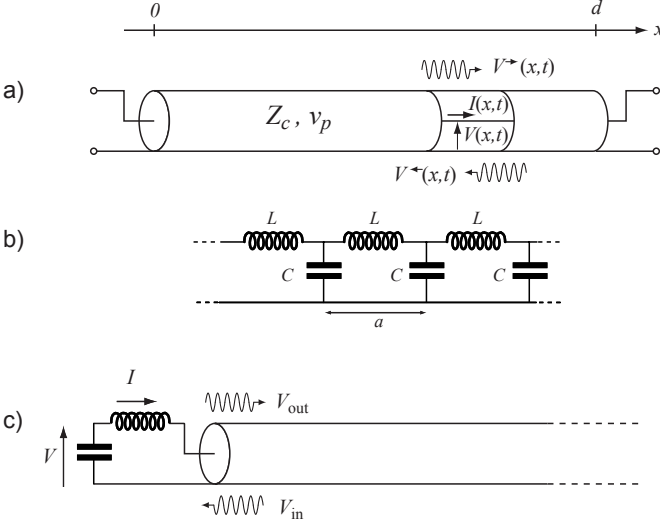 0 d x
a)
V→(x,t)
Z_c , v_p
I(x,t)
V(x,t)
V←(x,t)
b)
L L L
C C C
a
c)
I
V_out
V
V_in